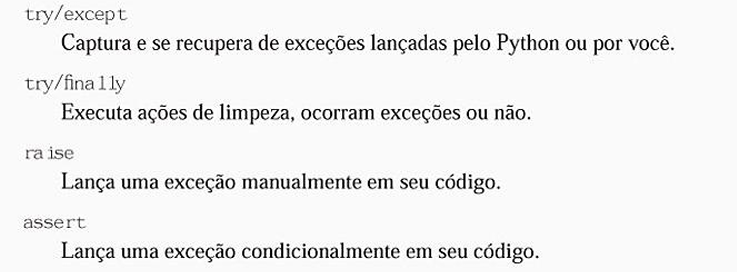 try/except
Captura e se recupera de exceções lançadas pelo Python ou por você.
try/finally
Executa ações de limpeza, ocorram exceções ou não.
raise
Lança uma exceção manualmente em seu código.
assert
Lança uma exceção condicionalmente em seu código.